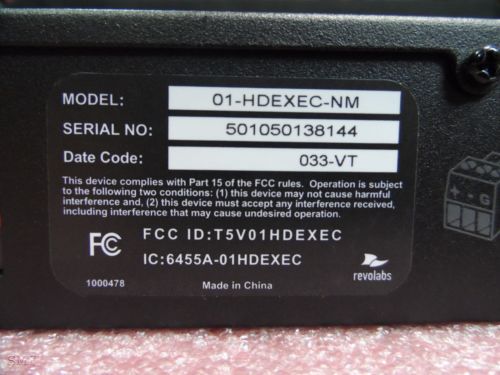 MODEL: 01-HDEXEC-NM
SERIAL NO: 501050138144
Date Code: 033-VT
This device complies with Part 15 of the FCC rules. Operation is subject
to the following two conditions: (1) this device may not cause harmful
interference and, (2) this device must accept any interference received,
including interference that may cause undesired operation.
FC FCC ID:T5V01HDEXEC
IC:6455A-01HDEXEC
revolabs
1000478 Made in China
+ - G
SMT